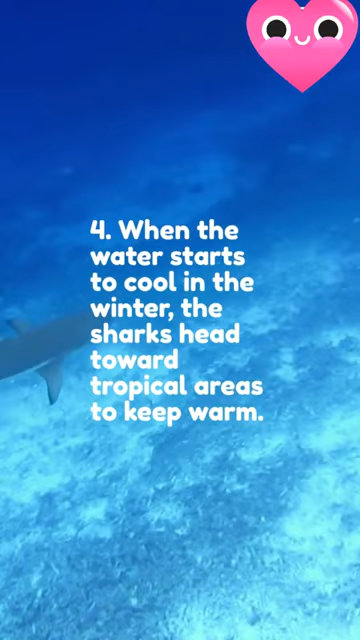 4. When the
water starts
to cool in the
winter, the
sharks head
toward
tropical areas
to keep warm.